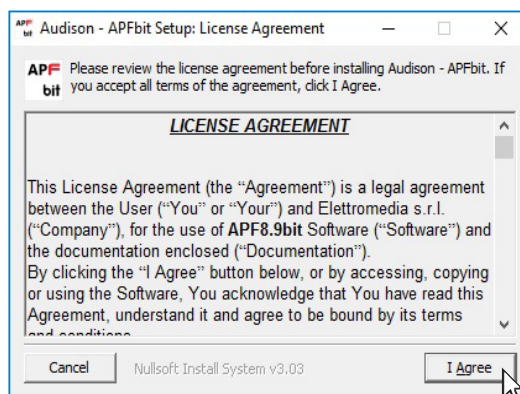 APF bit Audison - APFbit Setup: License Agreement
APF
bit
Please review the license agreement before installing Audison - APFbit. If
you accept all terms of the agreement, click I Agree.
LICENSE AGREEMENT
This License Agreement (the “Agreement”) is a legal agreement
between the User (“You” or “Your”) and Elettromedia s.r.l.
(“Company”), for the use of APF8.9bit Software (“Software”) and
the documentation enclosed (“Documentation”).
By clicking the “I Agree” button below, or by accessing, copying
or using the Software, You acknowledge that You have read this
Agreement, understand it and agree to be bound by its terms
and conditions
Cancel Nullsoft Install System v3.03 I Agree